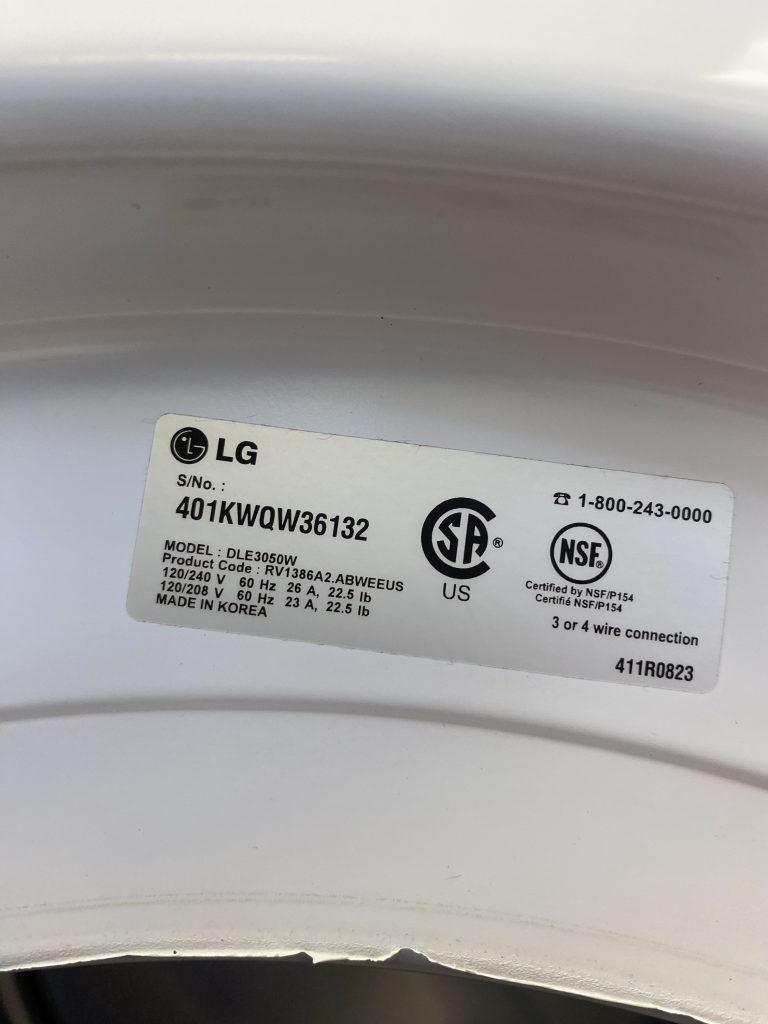 LG
S/No. :
401KWQW36132
MODEL : DLE3050W
Product Code : RV1386A2.ABWEEUS
120/240 V 60 Hz 26 A, 22.5 lb
120/208 V 60 Hz 23 A, 22.5 lb
MADE IN KOREA
SA ®
US
☎ 1-800-243-0000
NSF ®
Certified by NSF/P154
Certifié NSF/P154
3 or 4 wire connection
411R0823